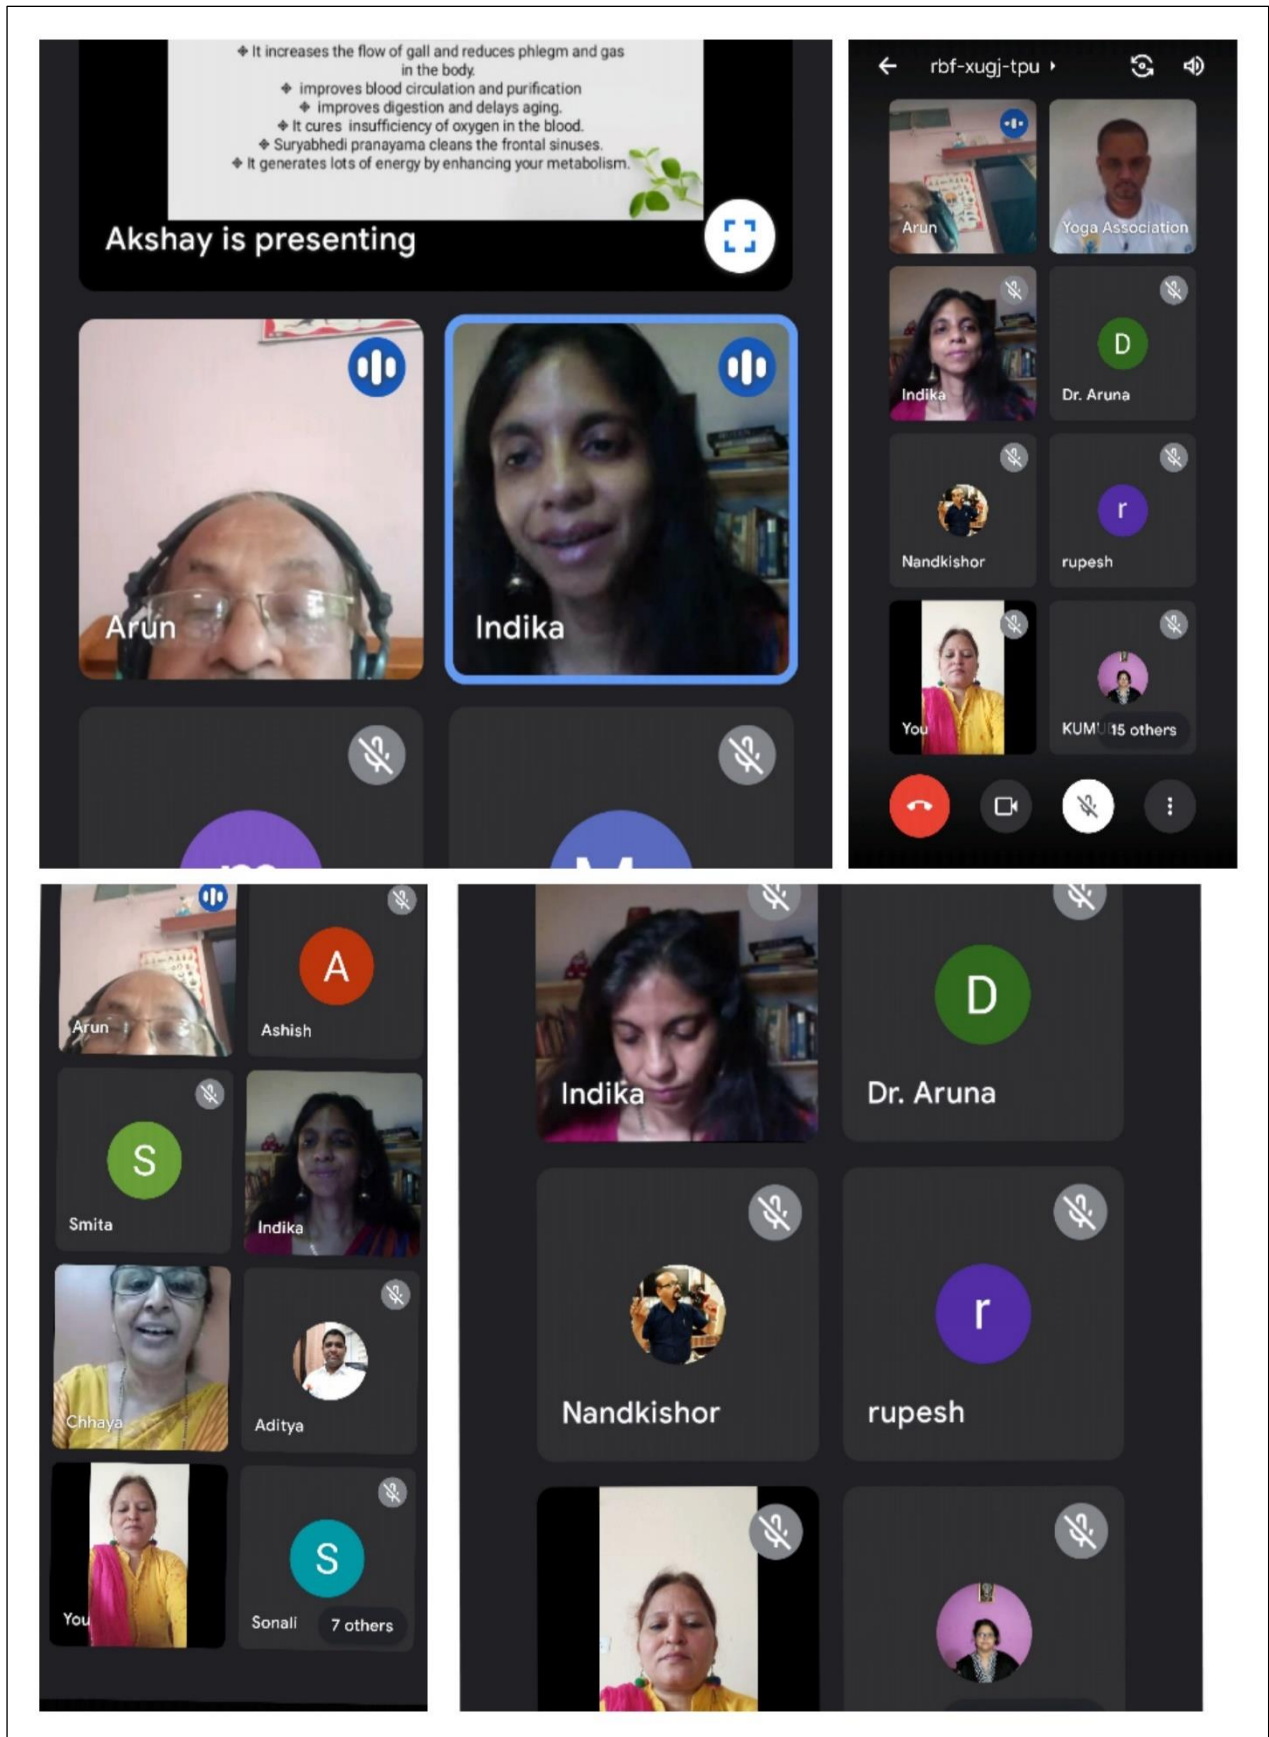 ❖ It increases the flow of gall and reduces phlegm and gas
in the body.
❖ improves blood circulation and purification
❖ improves digestion and delays aging.
❖ It cures insufficiency of oxygen in the blood.
❖ Suryabhedi pranayama cleans the frontal sinuses.
❖ It generates lots of energy by enhancing your metabolism.
Akshay is presenting
Arun
Indika
m
M
rbf-xugj-tpu
Arun
Yoga Association
Indika
D
Dr. Aruna
Nandkishor
r
rupesh
You
15 others
Arun
A
Ashish
S
Smita
Indika
Chhaya
Aditya
You
S
Sonali
7 others
Indika
D
Dr. Aruna
Nandkishor
r
rupesh